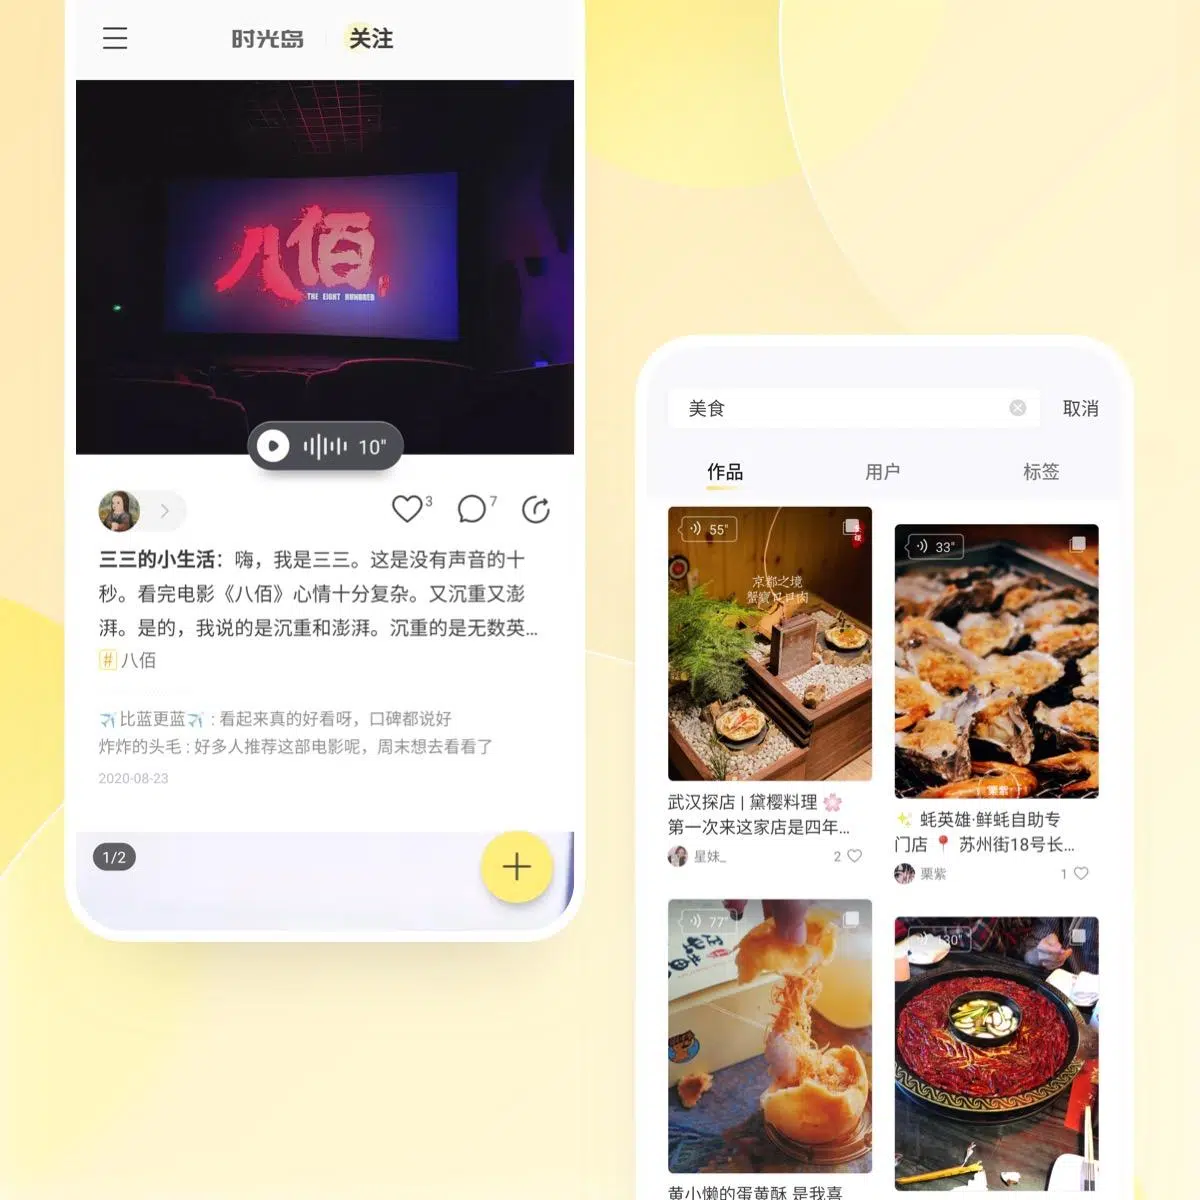 时光岛
关注
八佰
THE EIGHT HUNDRED
10"
3
7
三三的小生活：嗨，我是三三。这是没有声音的十
秒。看完电影《八佰》心情十分复杂。又沉重又澎
湃。是的，我说的是沉重和澎湃。沉重的是无数英...
# 八佰
✈️比蓝更蓝✈️ : 看起来真的好看呀，口碑都说好
炸炸的头毛 : 好多人推荐这部电影呢，周末想去看看了
2020-08-23
1/2
美食
取消
作品
用户
标签
55"
京都之境
武汉探店 | 黛樱料理 🌸
第一次来这家店是四年...
星妹_
2
33"
栗紫
✨ 蚝英雄·鲜蚝自助专
门店 📍 苏州街18号长...
栗紫
1
77"
黄小懒的蛋黄酥 是我喜
130"